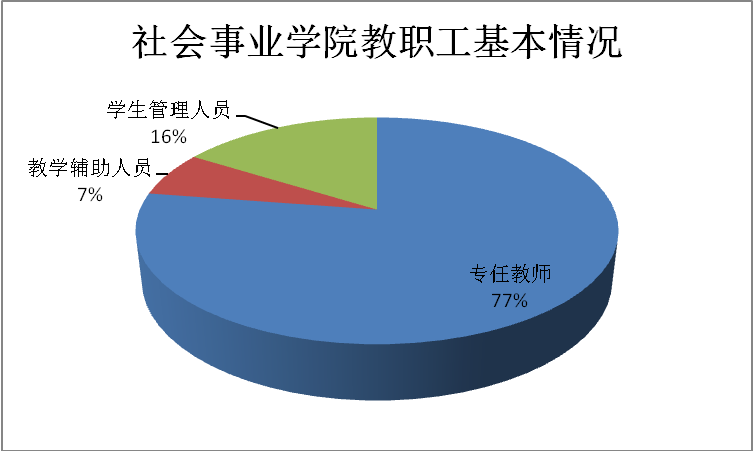 社会事业学院教职工基本情况
学生管理人员
16%
教学辅助人员
7%
专任教师
77%